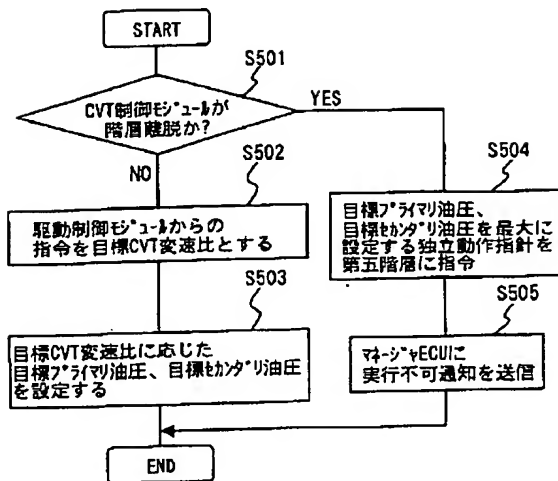 START
S501
CVT制御ﾓｼﾞｭｰﾙが
階層離脱か?
YES
NO
S502
駆動制御ﾓｼﾞｭｰﾙからの
指令を目標CVT変速比とする
S503
目標CVT変速比に応じた
目標ﾌﾟﾗｲﾏﾘ油圧、目標ｾｶﾝﾀﾞﾘ油圧
を設定する
S504
目標ﾌﾟﾗｲﾏﾘ油圧、
目標ｾｶﾝﾀﾞﾘ油圧を最大に
設定する独立動作指針を
第五階層に指令
S505
ﾏﾈｰｼﾞｬECUに
実行不可通知を送信
END